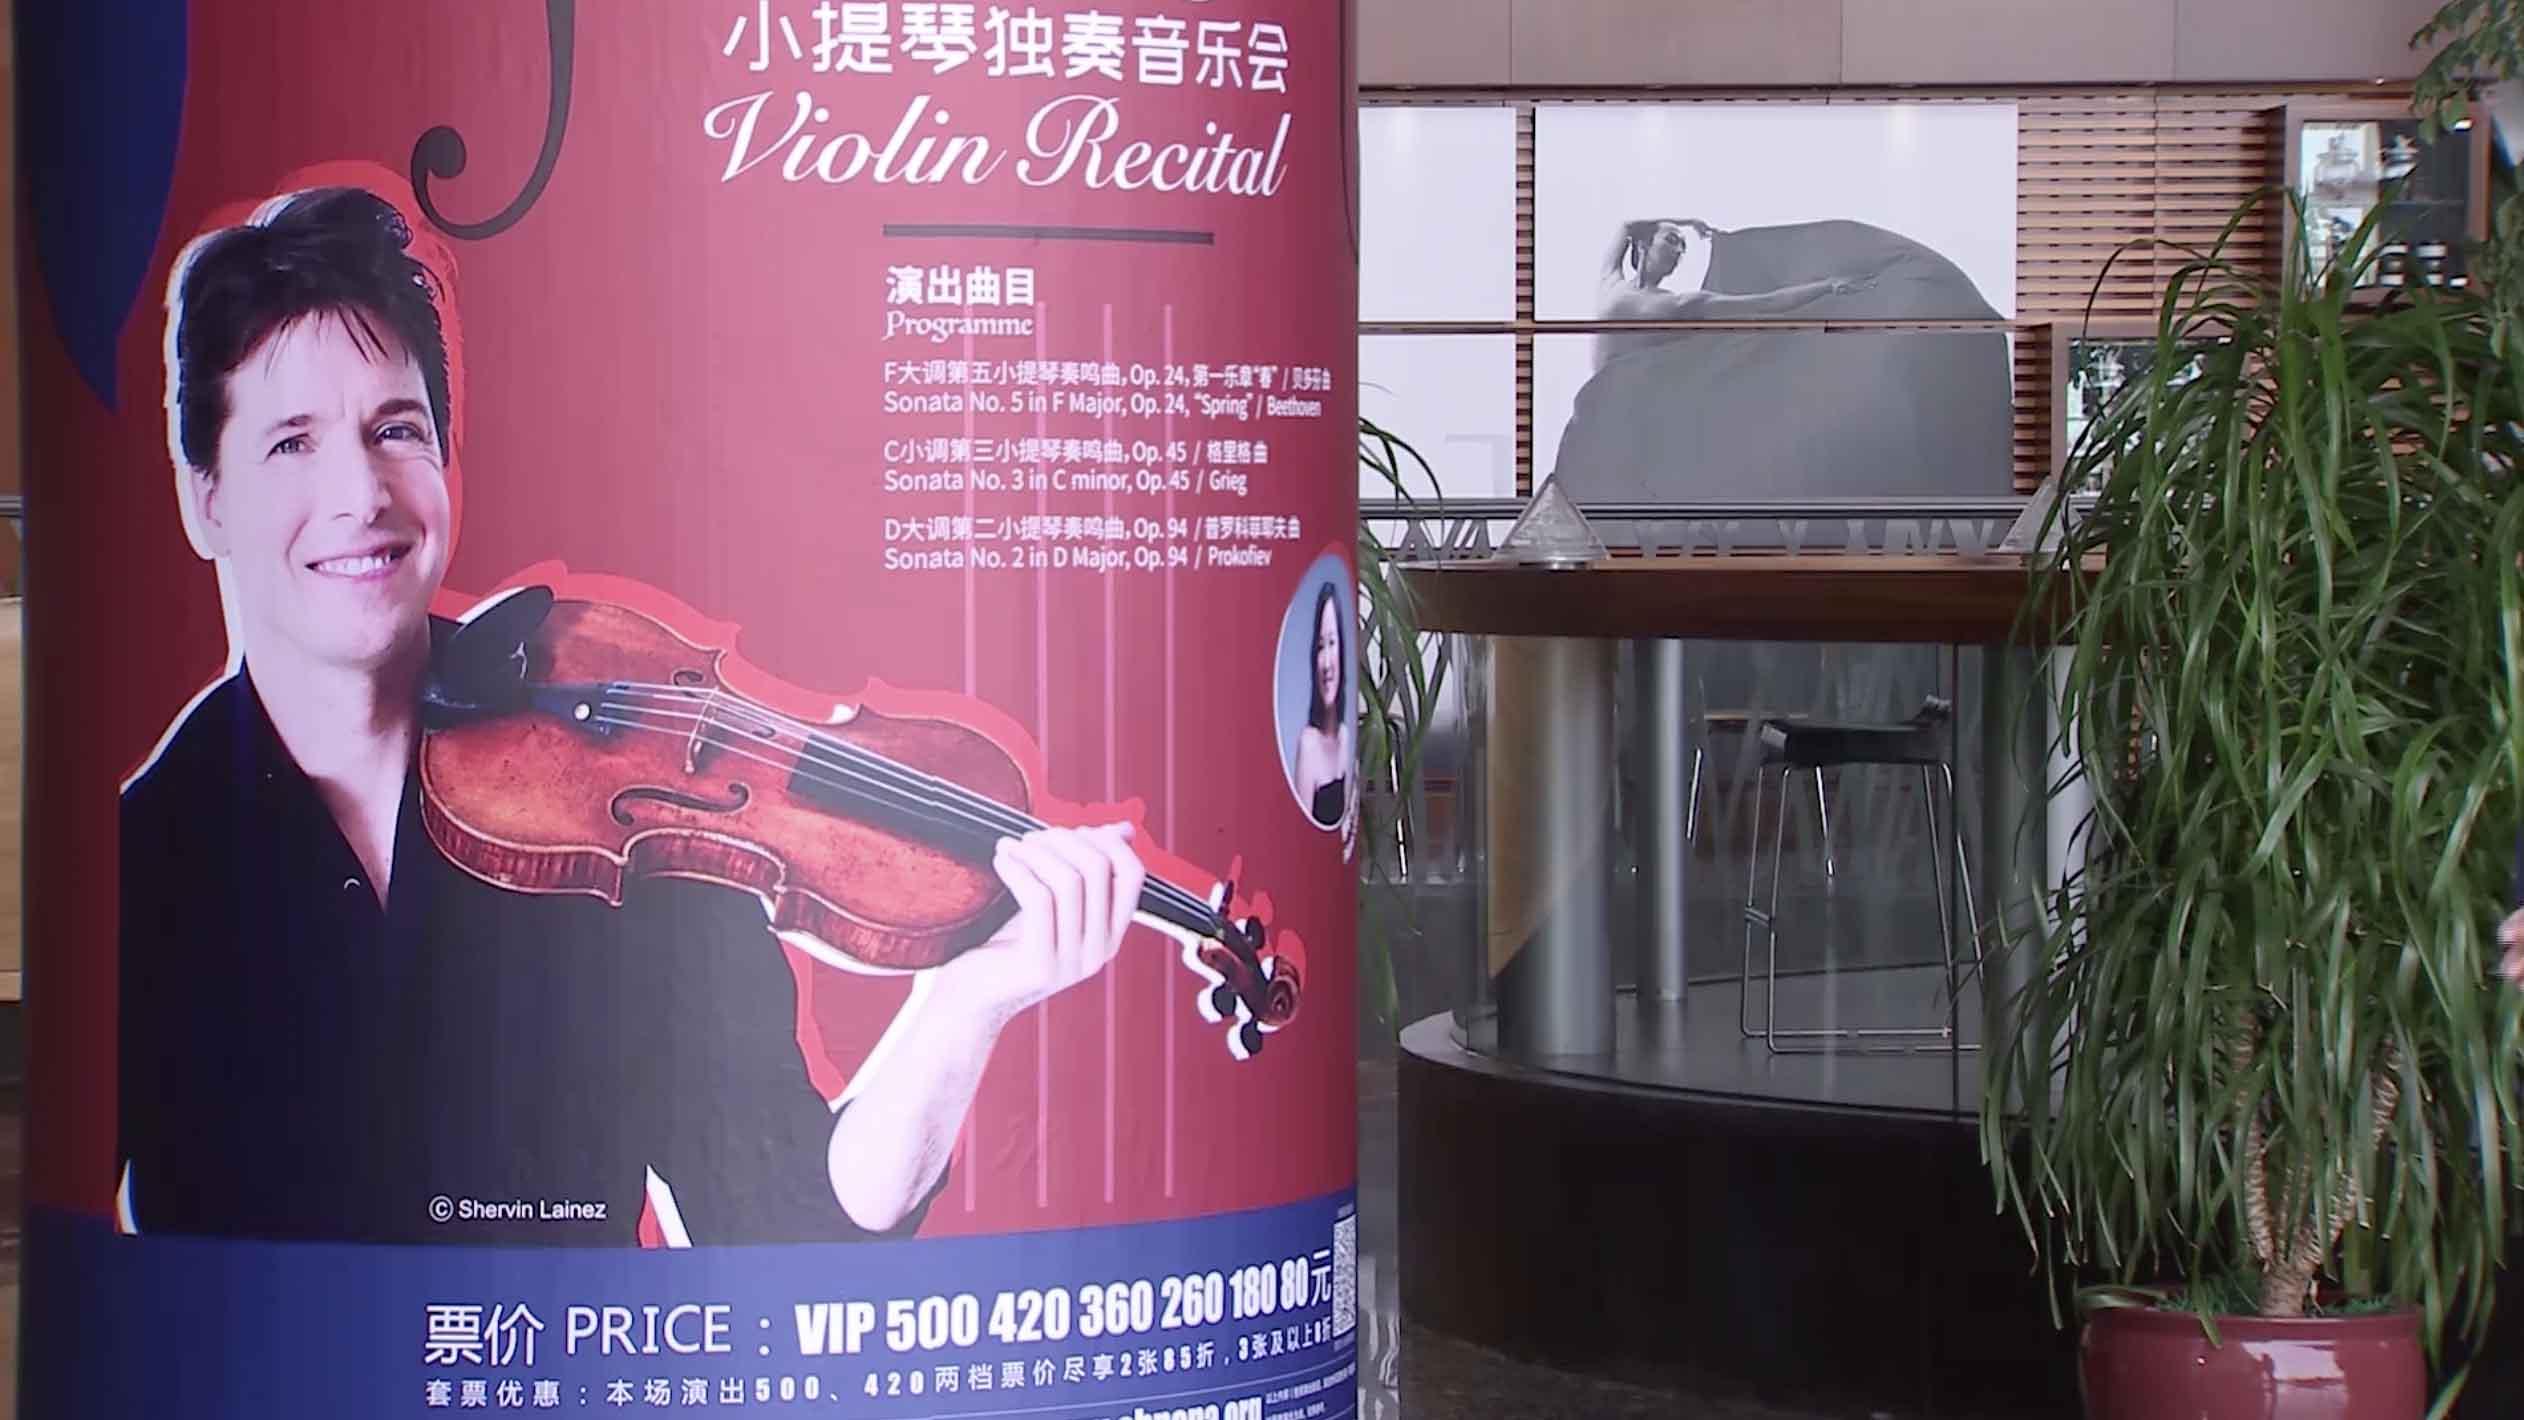 小提琴独奏音乐会
Violin Recital
演出曲目
Programme
F大调第五小提琴奏鸣曲, Op. 24, 第一乐章“春” / 贝多芬 曲
Sonata No. 5 in F Major, Op. 24, “Spring” / Beethoven
C小调第三小提琴奏鸣曲, Op. 45 / 格里格 曲
Sonata No. 3 in C minor, Op. 45 / Grieg
D大调第二小提琴奏鸣曲, Op. 94 / 普罗科菲耶夫 曲
Sonata No. 2 in D Major, Op. 94 / Prokofiev
© Shervin Lainez
票价 PRICE : VIP 500 420 360 260 180 80 元
套票优惠 : 本场演出500、420两档票价尽享2张85折, 3张及以上8折